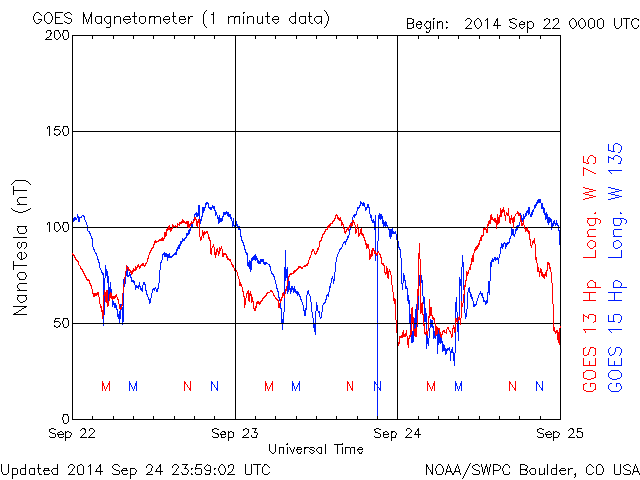 GOES Magnetometer (1 minute data)
Begin: 2014 Sep 22 0000 UTC
200
150
100
50
0
NanoTesla (nT)
M M N N M M N N M M N N
Sep 22 Sep 23 Sep 24 Sep 25
Universal Time
GOES 13 Hp Long. W 75
GOES 15 Hp Long. W 135
Updated 2014 Sep 24 23:59:02 UTC
NOAA/SWPC Boulder, CO USA